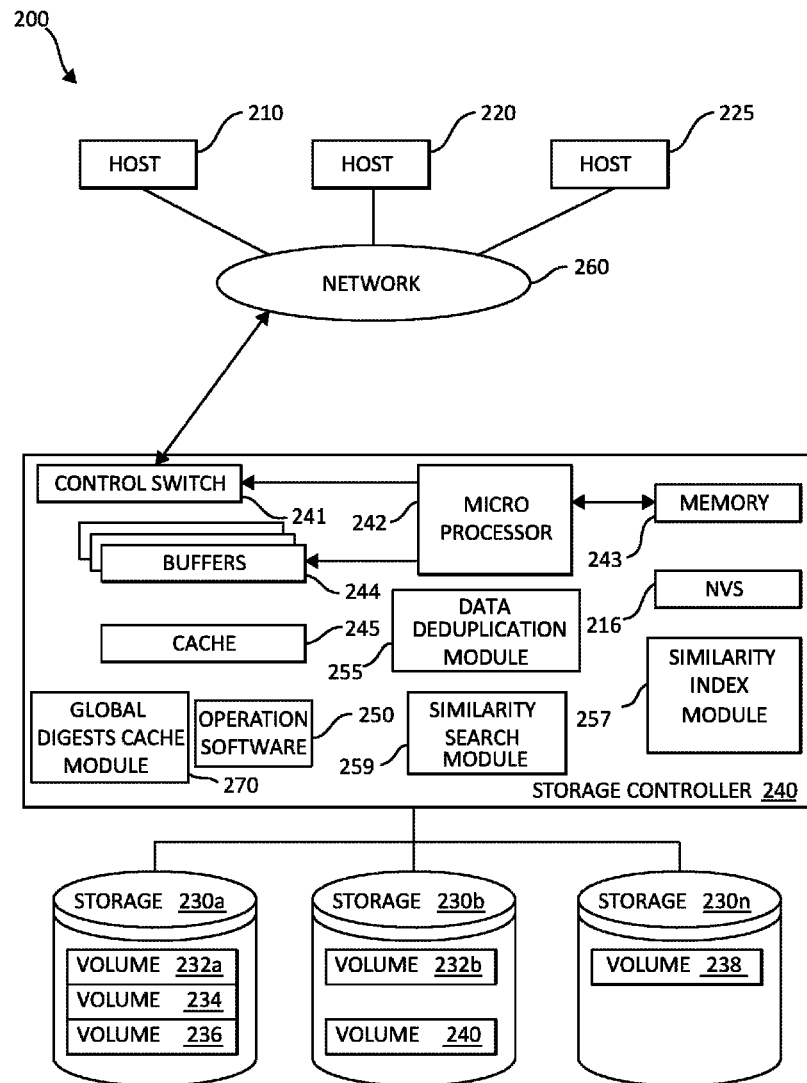 200
210
220
225
HOST
HOST
HOST
NETWORK
260
CONTROL SWITCH
241
242
MICRO
PROCESSOR
MEMORY
243
BUFFERS
244
NVS
216
CACHE
245
DATA
DEDUPLICATION
MODULE
255
SIMILARITY
INDEX
MODULE
257
GLOBAL
DIGESTS CACHE
MODULE
270
OPERATION
SOFTWARE
250
SIMILARITY
SEARCH
MODULE
259
STORAGE CONTROLLER 240
STORAGE 230a
VOLUME 232a
VOLUME 234
VOLUME 236
STORAGE 230b
VOLUME 232b
VOLUME 240
STORAGE 230n
VOLUME 238